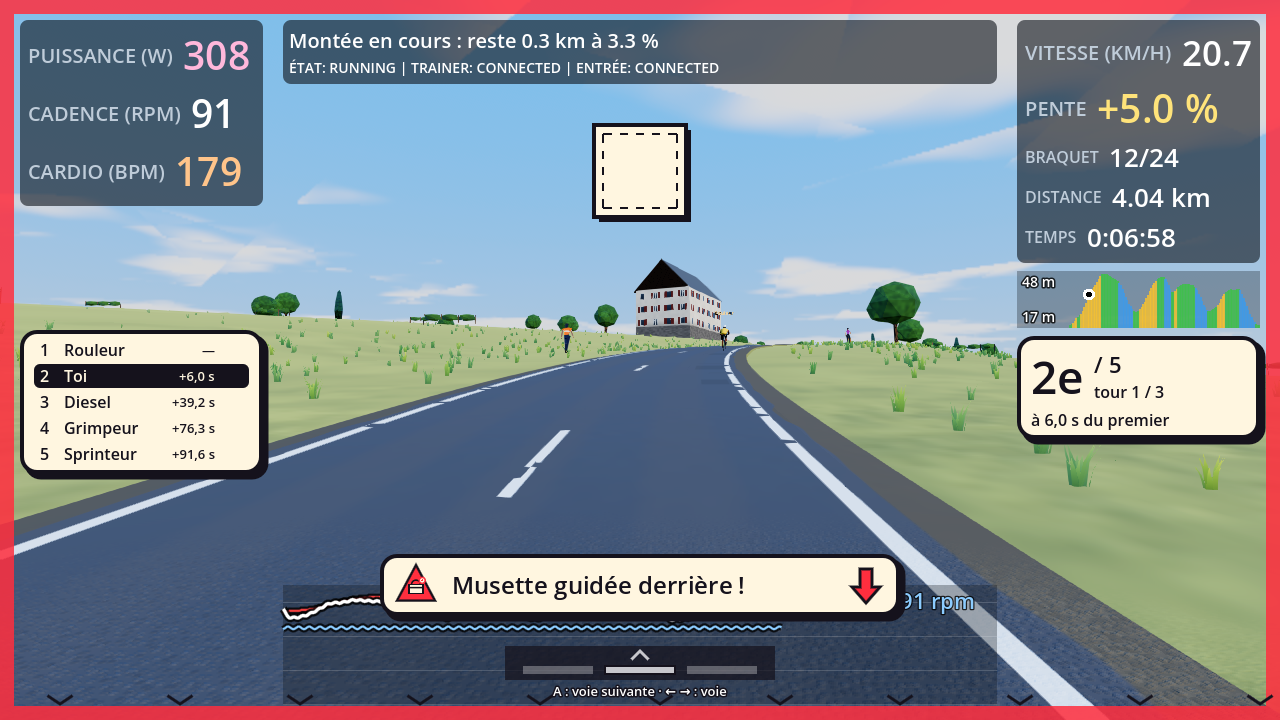 PUISSANCE (W) 308
CADENCE (RPM) 91
CARDIO (BPM) 179
Montée en cours : reste 0.3 km à 3.3 %
ÉTAT: RUNNING | TRAINER: CONNECTED | ENTRÉE: CONNECTED
VITESSE (KM/H) 20.7
PENTE +5.0 %
BRAQUET 12/24
DISTANCE 4.04 km
TEMPS 0:06:58
48 m
17 m
1 Rouleur —
2 Toi +6,0 s
3 Diesel +39,2 s
4 Grimpeur +76,3 s
5 Sprinteur +91,6 s
2e / 5
tour 1 / 3
à 6,0 s du premier
Musette guidée derrière !
91 rpm
A : voie suivante · ← → : voie